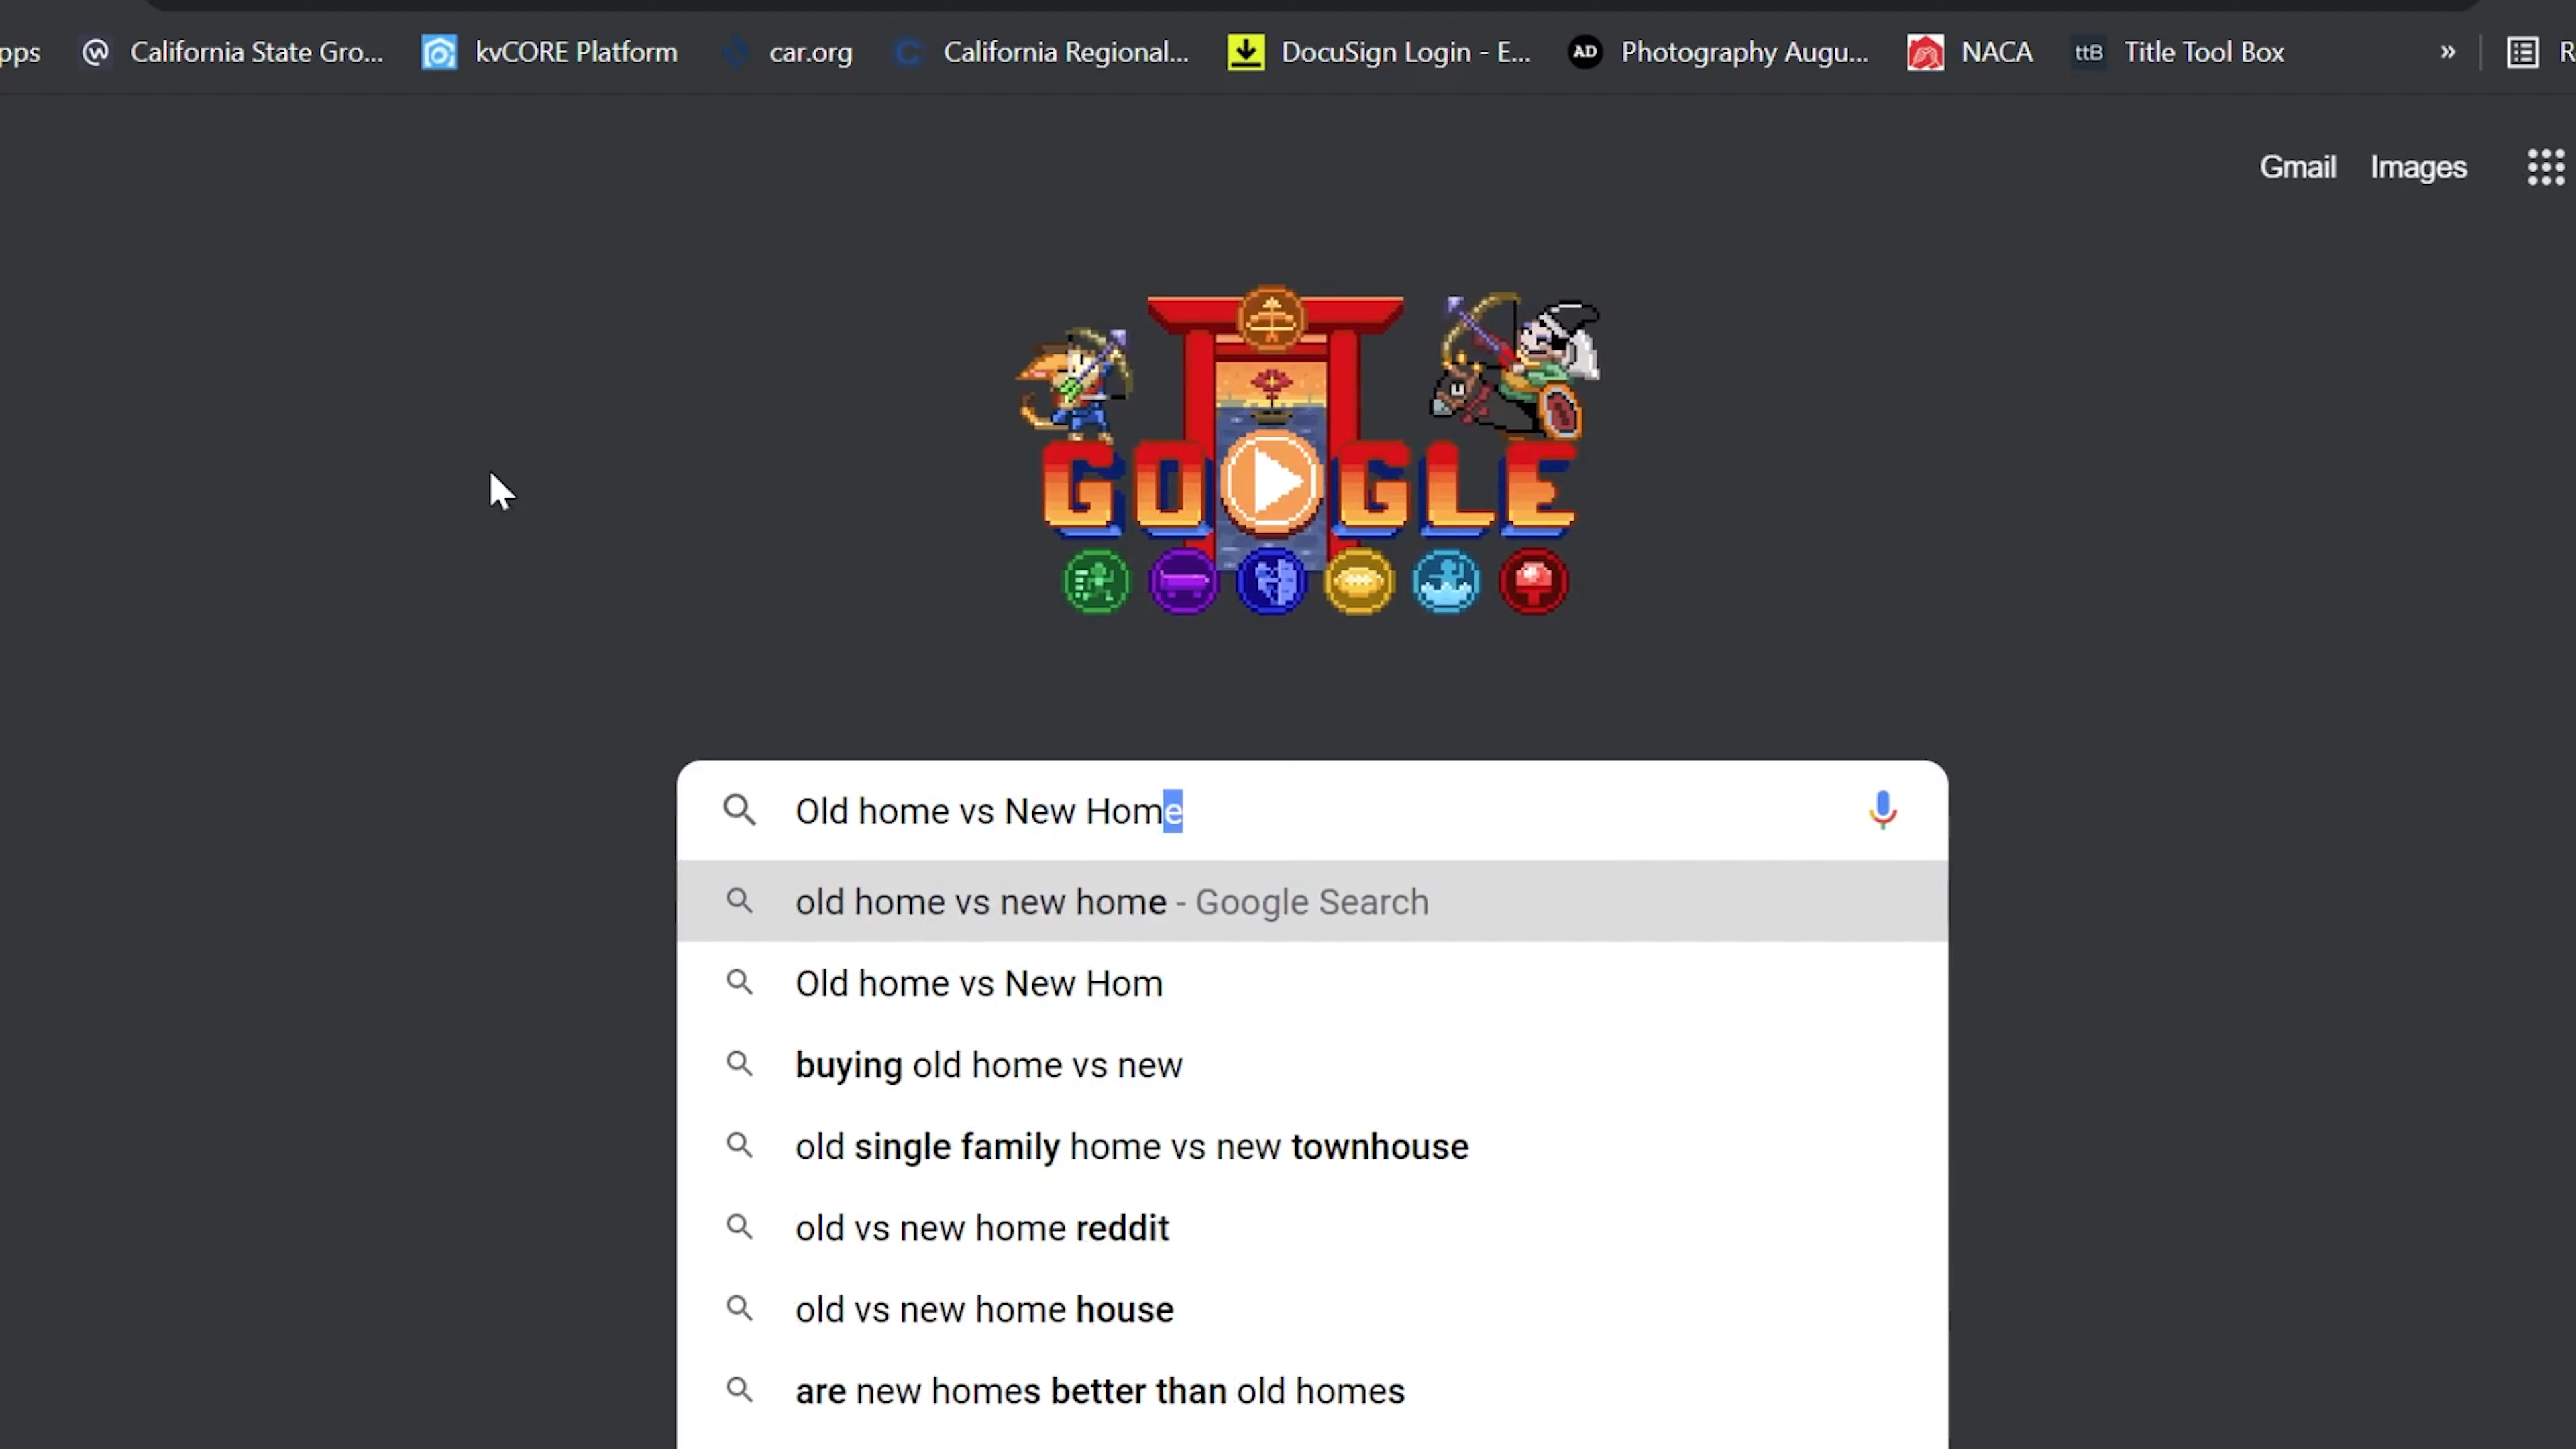 pps California State Gro... kvCORE Platform car.org California Regional... DocuSign Login - E... AD Photography Augu... NACA ttB Title Tool Box » R
Gmail Images
GOOGLE
Old home vs New Home
old home vs new home - Google Search
Old home vs New Hom
buying old home vs new
old single family home vs new townhouse
old vs new home reddit
old vs new home house
are new homes better than old homes